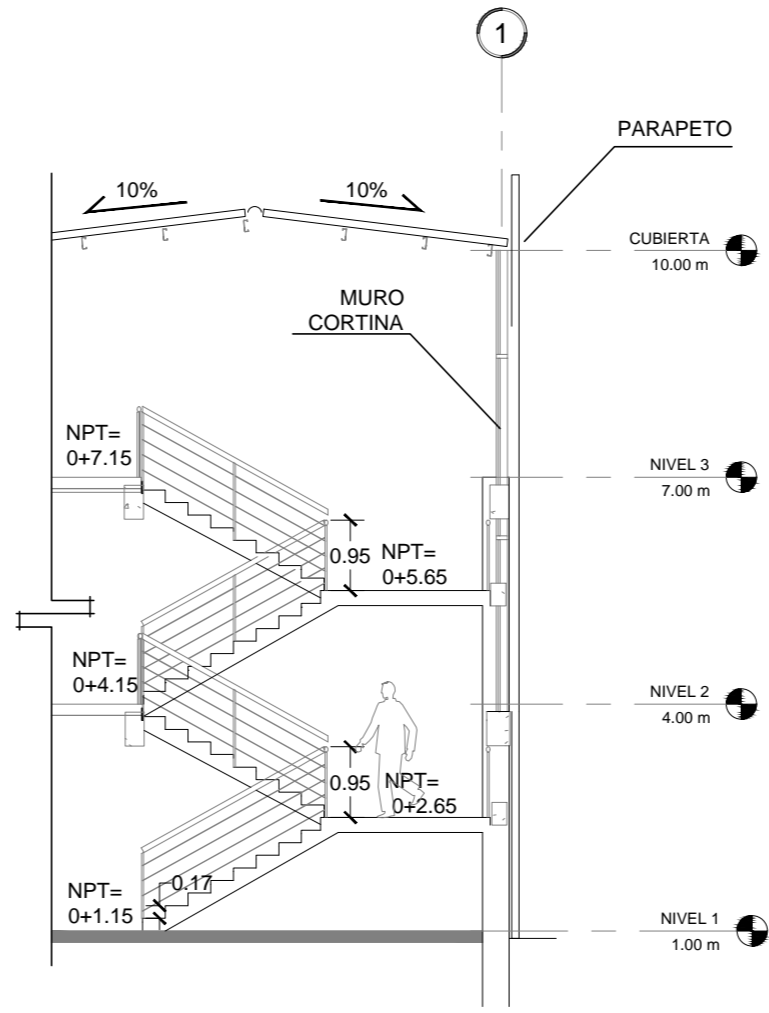 1
PARAPETO
10%
10%
CUBIERTA
10.00 m
MURO
CORTINA
NPT=
0+7.15
NIVEL 3
7.00 m
0.95
NPT=
0+5.65
NPT=
0+4.15
NIVEL 2
4.00 m
0.95
NPT=
0+2.65
0.17
NPT=
0+1.15
NIVEL 1
1.00 m